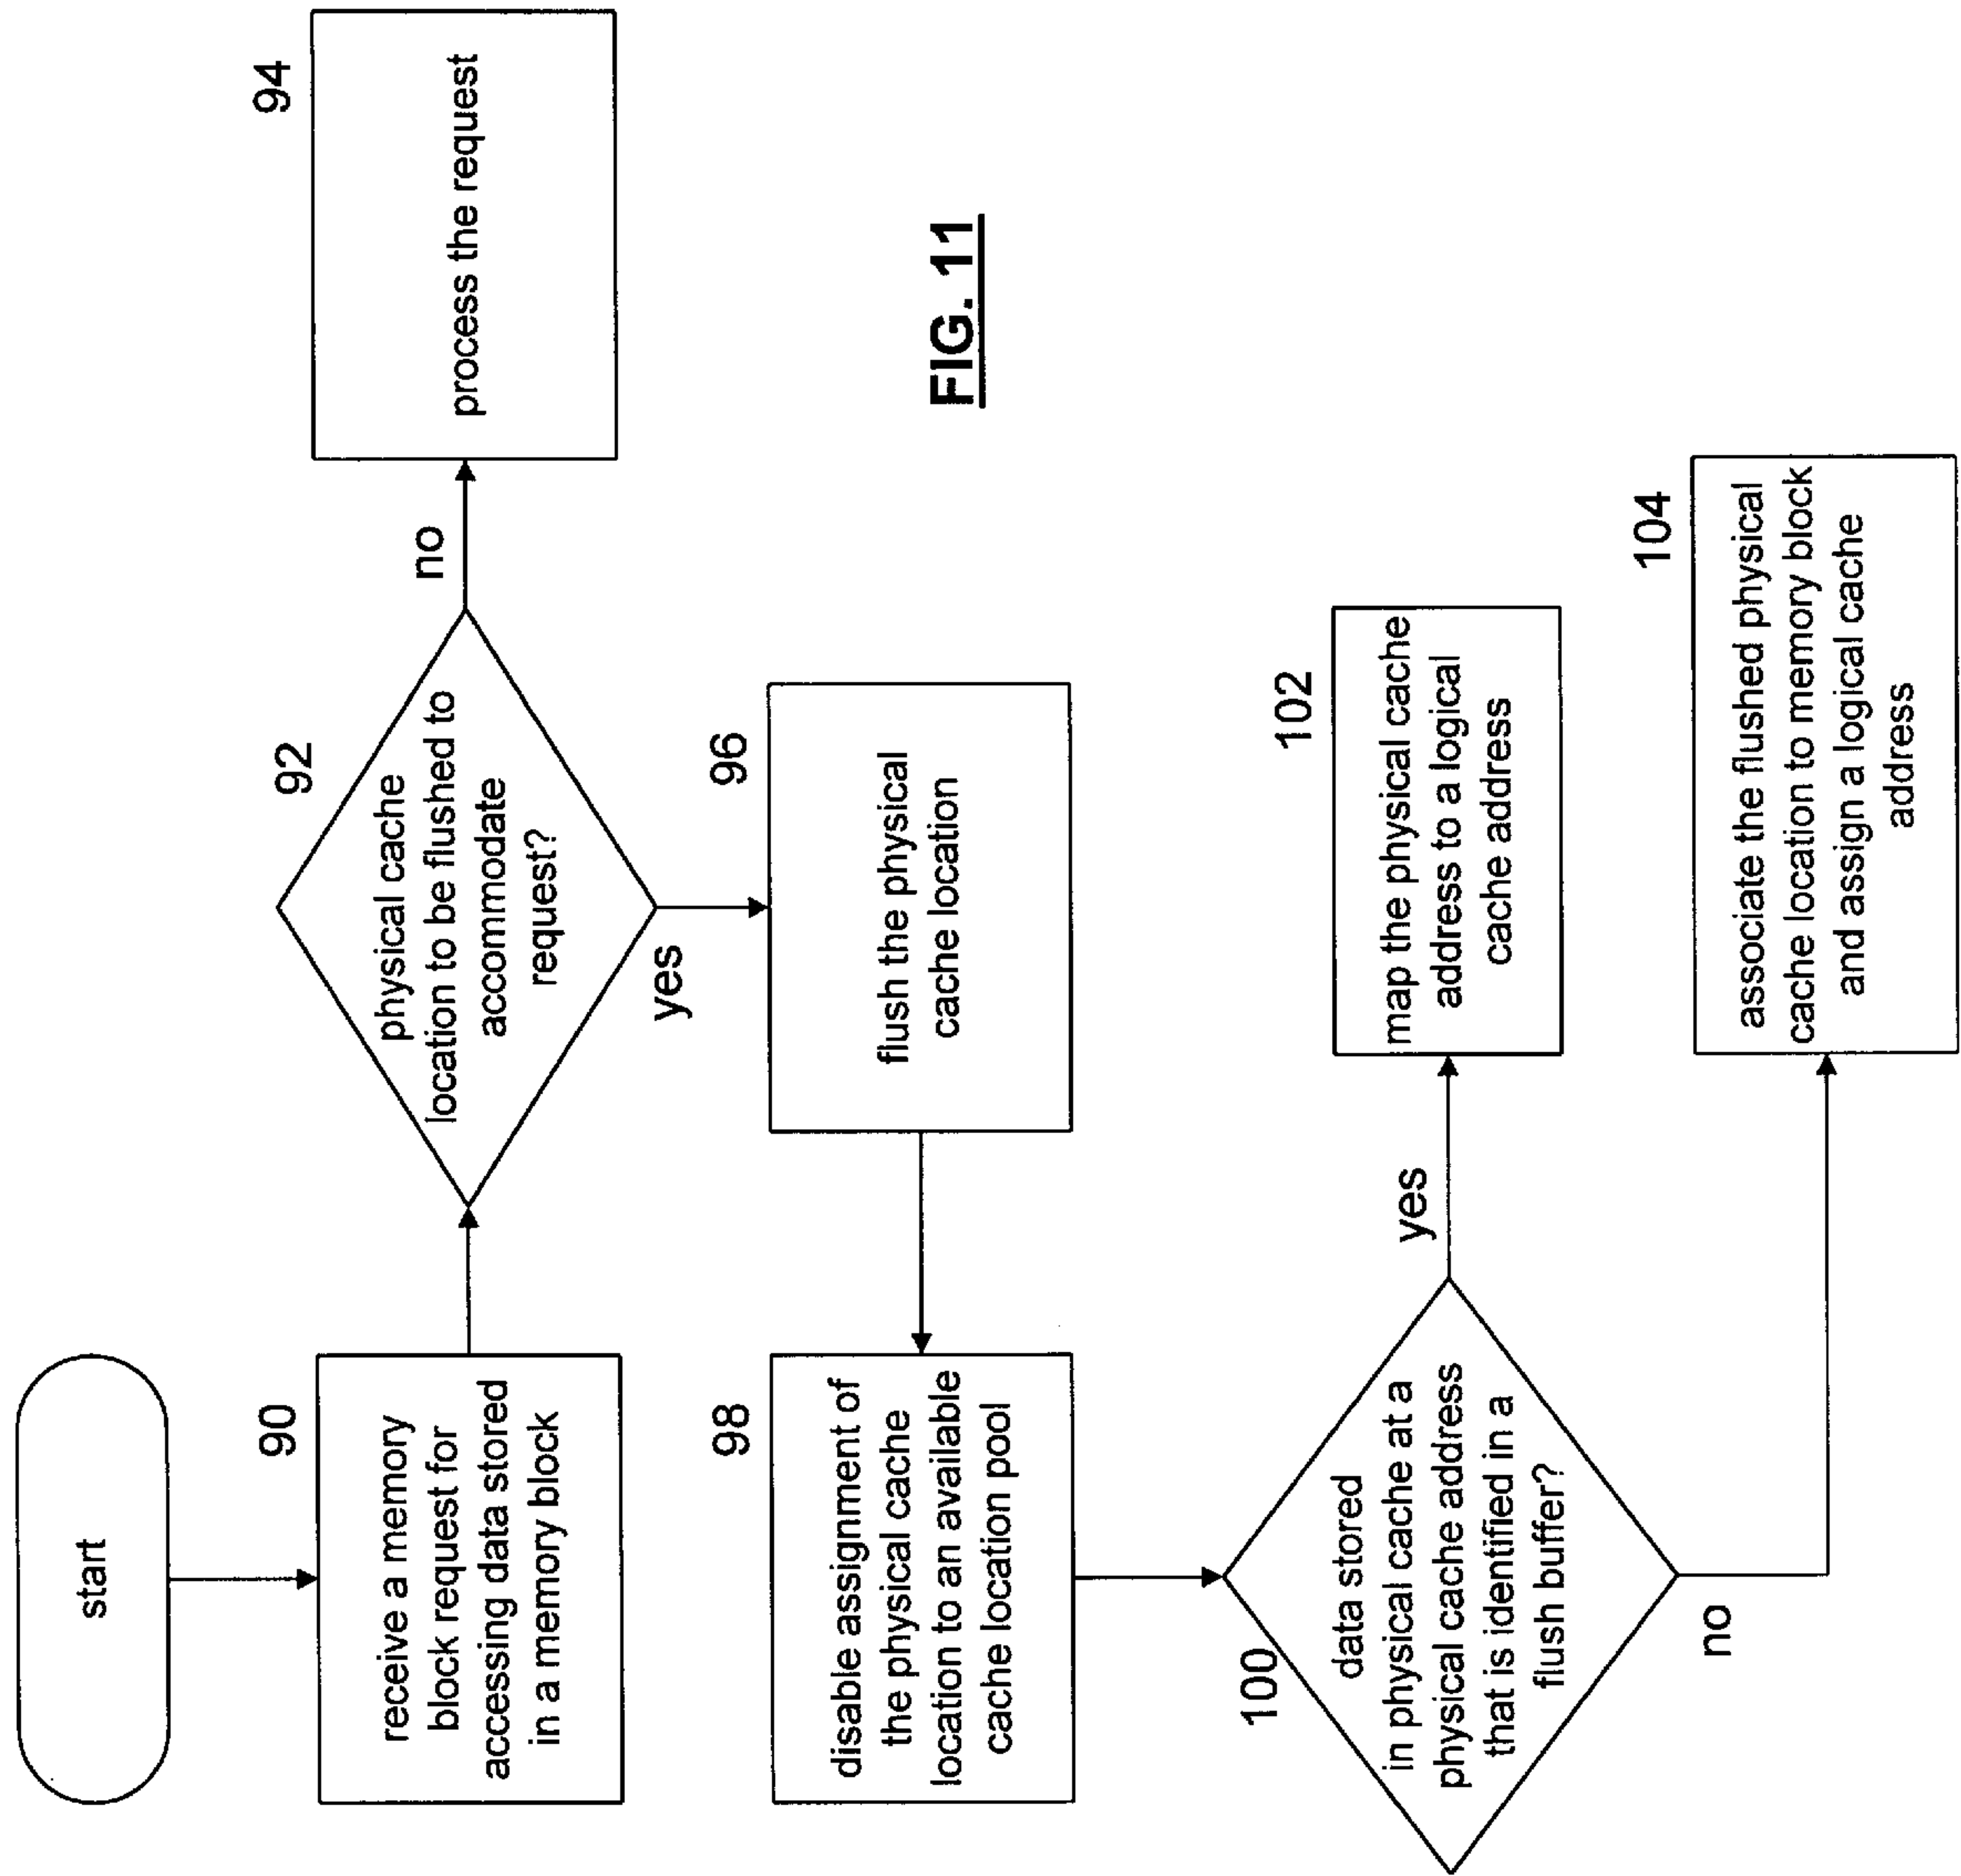 start
90
receive a memory
block request for
accessing data stored
in a memory block
92
physical cache
location to be flushed to
accommodate
request?
no
94
process the request
yes
96
flush the physical
cache location
98
disable assignment of
the physical cache
location to an available
cache location pool
100
data stored
in physical cache at a
physical cache address
that is identified in a
flush buffer?
yes
102
map the physical cache
address to a logical
cache address
no
104
associate the flushed physical
cache location to memory block
and assign a logical cache
address
FIG. 11